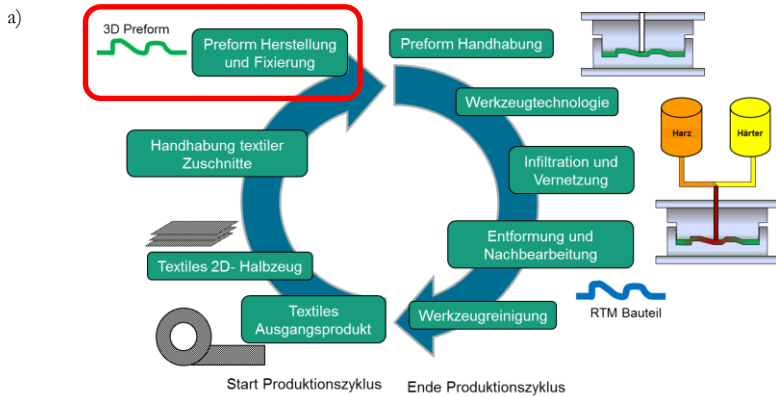 a)
3D Preform
Preform Herstellung
und Fixierung
Preform Handhabung
Werkzeugtechnologie
Harz
Härter
Handhabung textiler
Zuschnitte
Infiltration und
Vernetzung
Entformung und
Nachbearbeitung
Textiles 2D- Halbzeug
Textiles
Ausgangsprodukt
Werkzeugreinigung
RTM Bauteil
Start Produktionszyklus
Ende Produktionszyklus